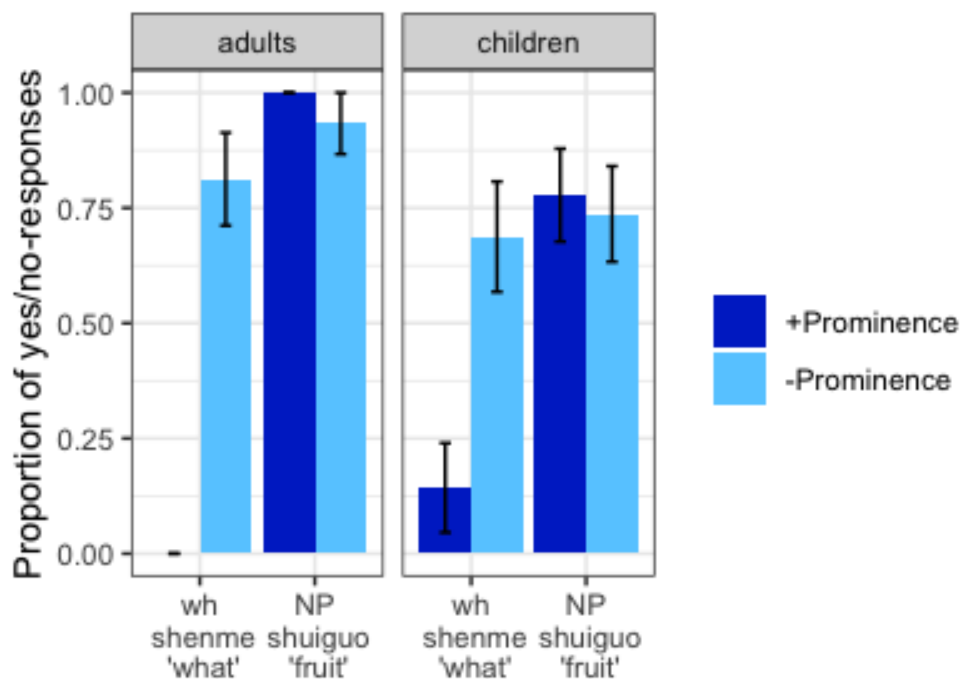 adults
children
Proportion of yes/no-responses
1.00
0.75
0.50
0.25
0.00
+Prominence
-Prominence
wh
shenme
'what'
NP
shuiguo
'fruit'
wh
shenme
'what'
NP
shuiguo
'fruit'